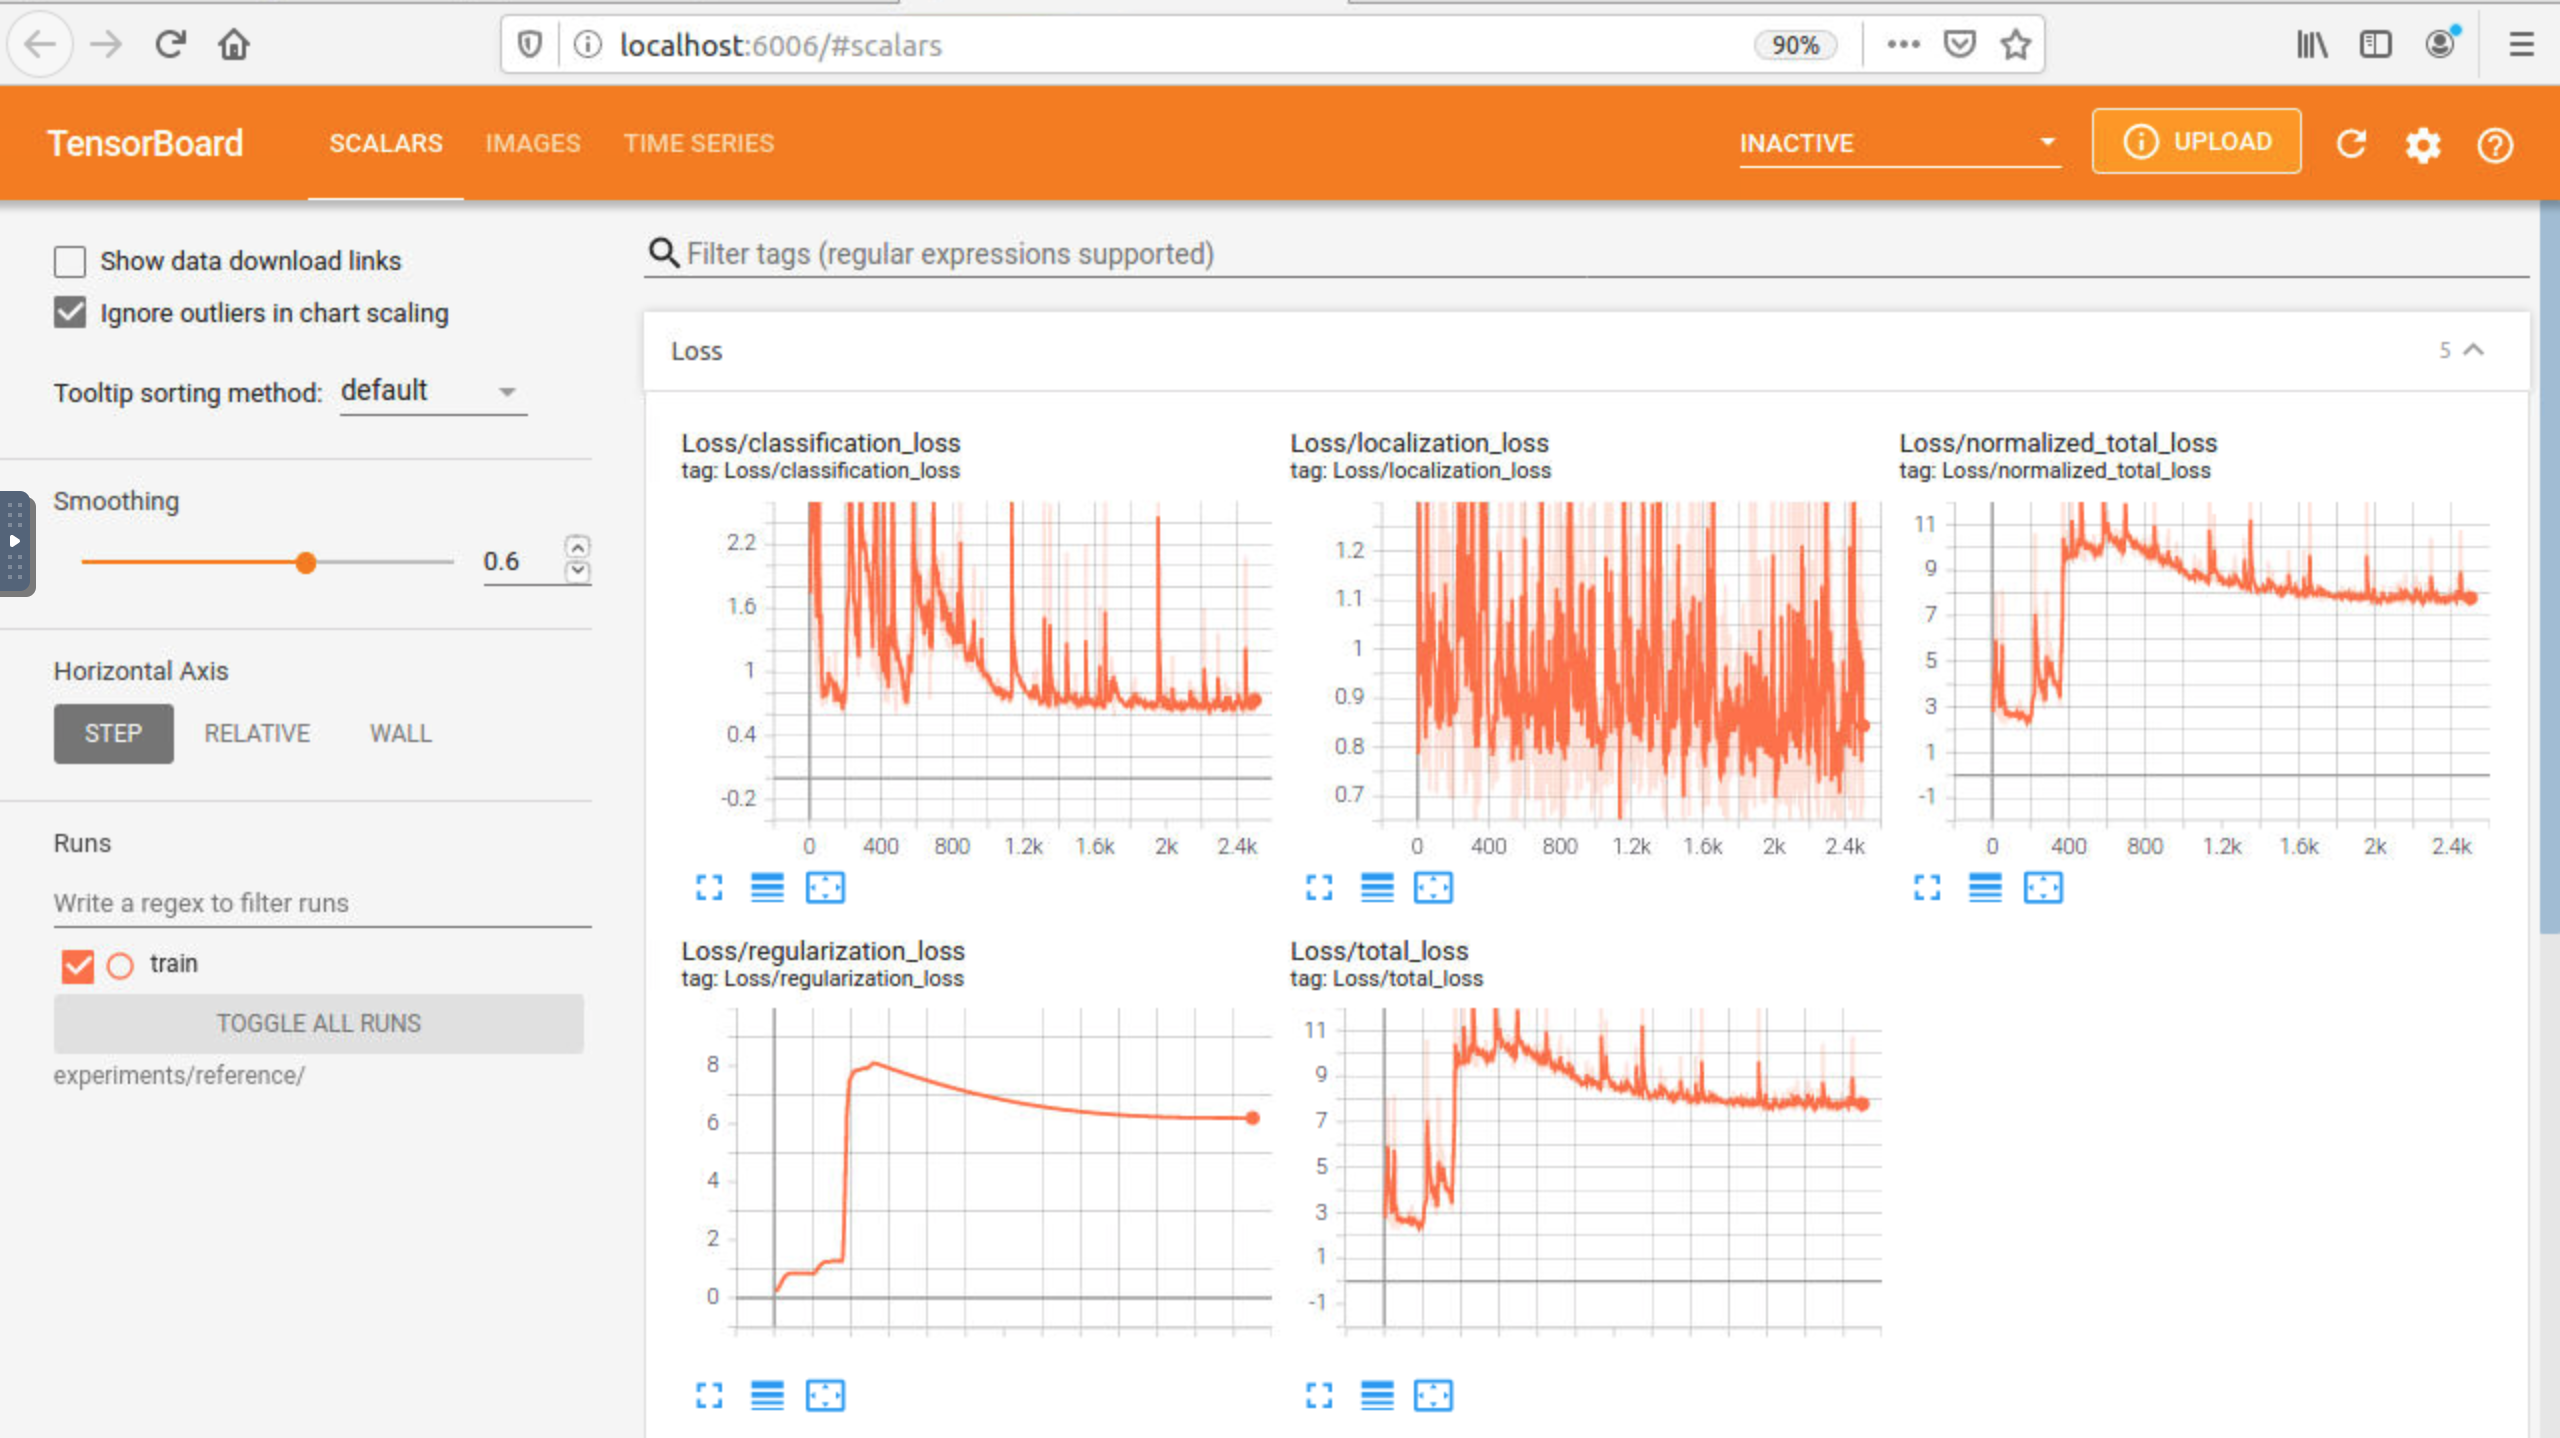 localhost:6006/#scalars
90%
TensorBoard
SCALARS
IMAGES
TIME SERIES
INACTIVE
UPLOAD
Show data download links
Ignore outliers in chart scaling
Tooltip sorting method: default
Smoothing
0.6
Horizontal Axis
STEP
RELATIVE
WALL
Runs
Write a regex to filter runs
train
TOGGLE ALL RUNS
experiments/reference/
Filter tags (regular expressions supported)
Loss
5
Loss/classification_loss
tag: Loss/classification_loss
2.2
1.6
1
0.4
-0.2
0 400 800 1.2k 1.6k 2k 2.4k
Loss/localization_loss
tag: Loss/localization_loss
1.2
1.1
1
0.9
0.8
0.7
0 400 800 1.2k 1.6k 2k 2.4k
Loss/normalized_total_loss
tag: Loss/normalized_total_loss
11
9
7
5
3
1
-1
0 400 800 1.2k 1.6k 2k 2.4k
Loss/regularization_loss
tag: Loss/regularization_loss
8
6
4
2
0
Loss/total_loss
tag: Loss/total_loss
11
9
7
5
3
1
-1